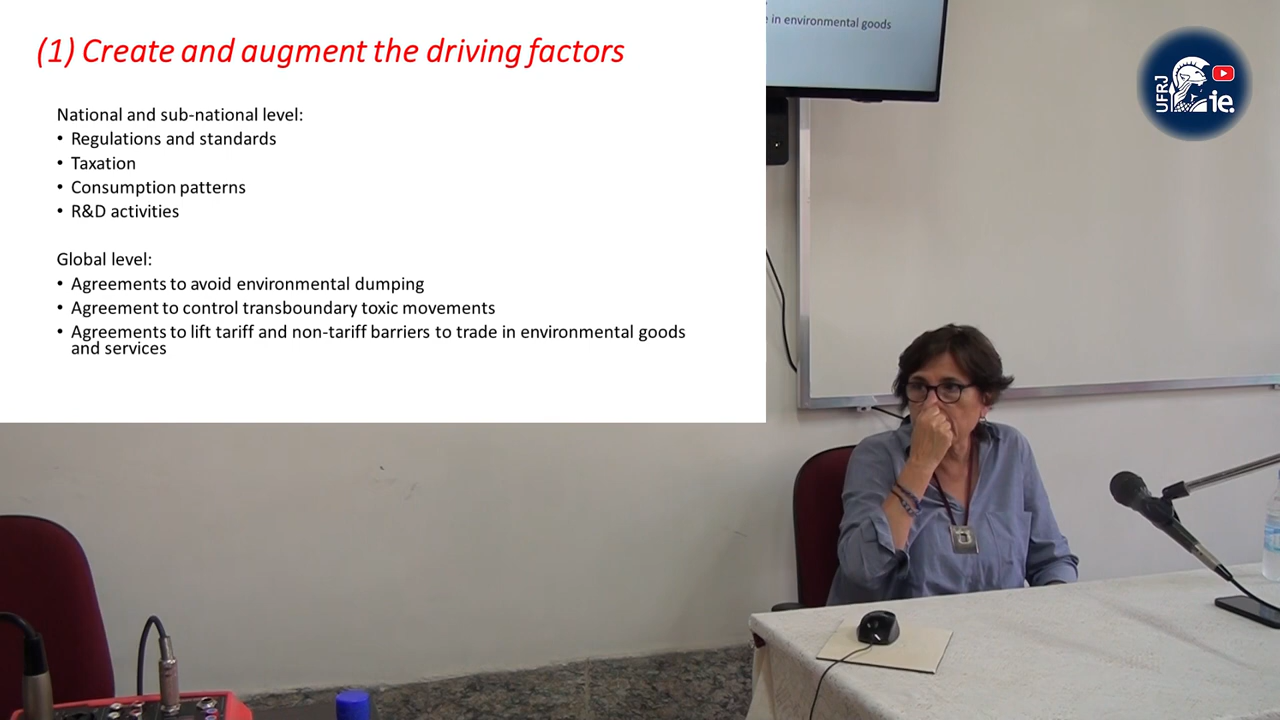 (1) Create and augment the driving factors
National and sub-national level:
• Regulations and standards
• Taxation
• Consumption patterns
• R&D activities
Global level:
• Agreements to avoid environmental dumping
• Agreement to control transboundary toxic movements
• Agreements to lift tariff and non-tariff barriers to trade in environmental goods
and services
in environmental goods
UFRJ
ie.